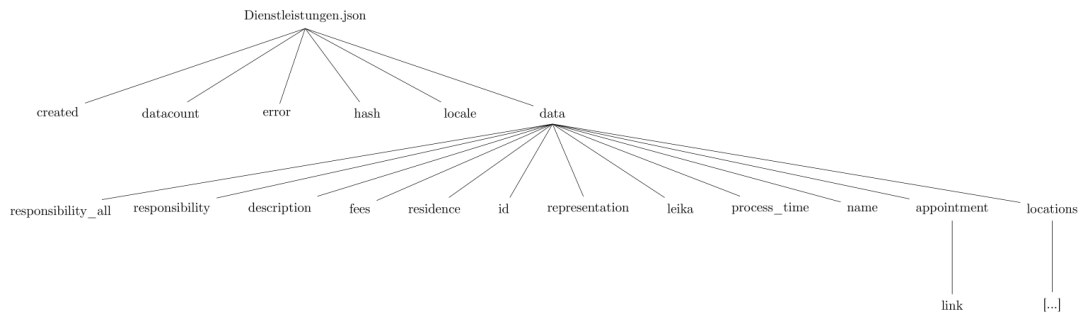 Dienstleistungen.json
created datacount error hash locale data
responsibility_all responsibility description fees residence id representation leika process_time name appointment locations
link [...]